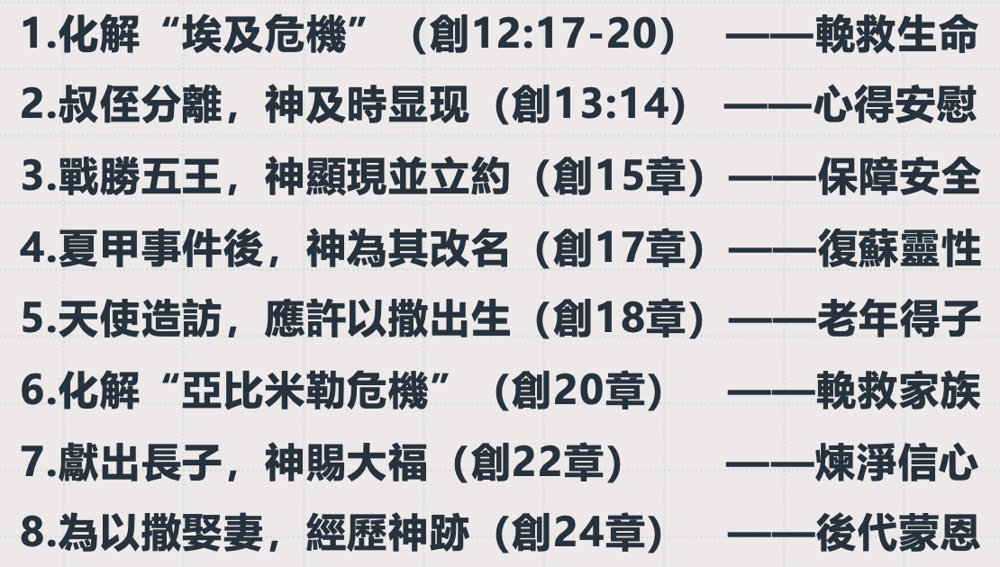 1.化解“埃及危機”（創12:17-20） ——輓救生命
2.叔侄分離，神及時显现（創13:14） ——心得安慰
3.戰勝五王，神顯現並立約（創15章）——保障安全
4.夏甲事件後，神為其改名（創17章）——復蘇靈性
5.天使造訪，應許以撒出生（創18章）——老年得子
6.化解“亞比米勒危機”（創20章） ——輓救家族
7.獻出長子，神賜大福（創22章） ——煉淨信心
8.為以撒娶妻，經歷神跡（創24章） ——後代蒙恩